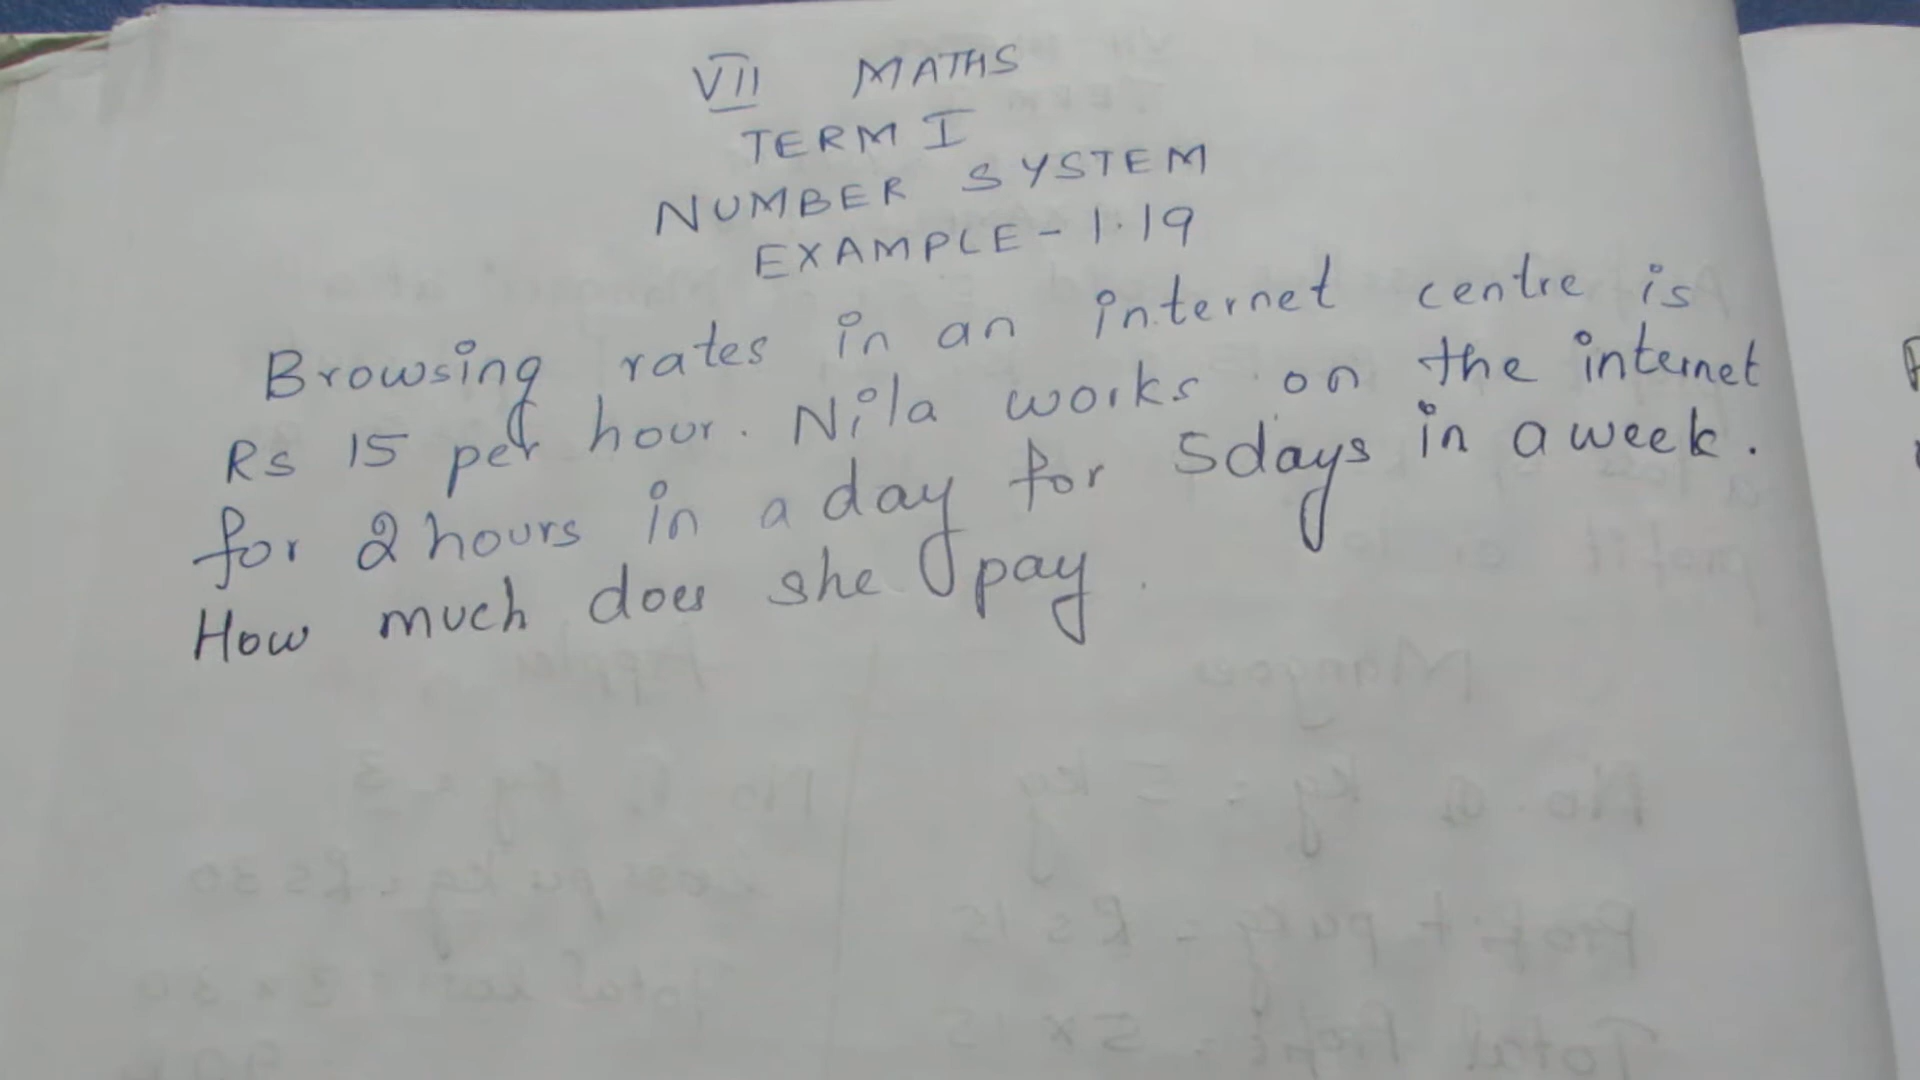 VII MATHS
TERM I
NUMBER SYSTEM
EXAMPLE - 1.19
Browsing rates in an internet centre is
Rs 15 per hour. Nila works on the internet
for 2 hours in a day for 5days in a week.
How much does she pay.